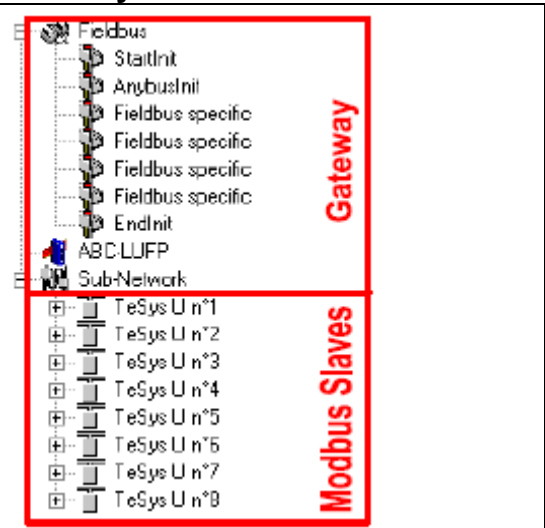 Fieldbus
StartInit
AnybusInit
Fieldbus specific
Fieldbus specific
Fieldbus specific
Fieldbus specific
EndInit
ABC-LUFP
Sub-Network
Gateway
TeSys U n°1
TeSys U n°2
TeSys U n°3
TeSys U n°4
TeSys U n°5
TeSys U n°6
TeSys U n°7
TeSys U n°8
Modbus Slaves